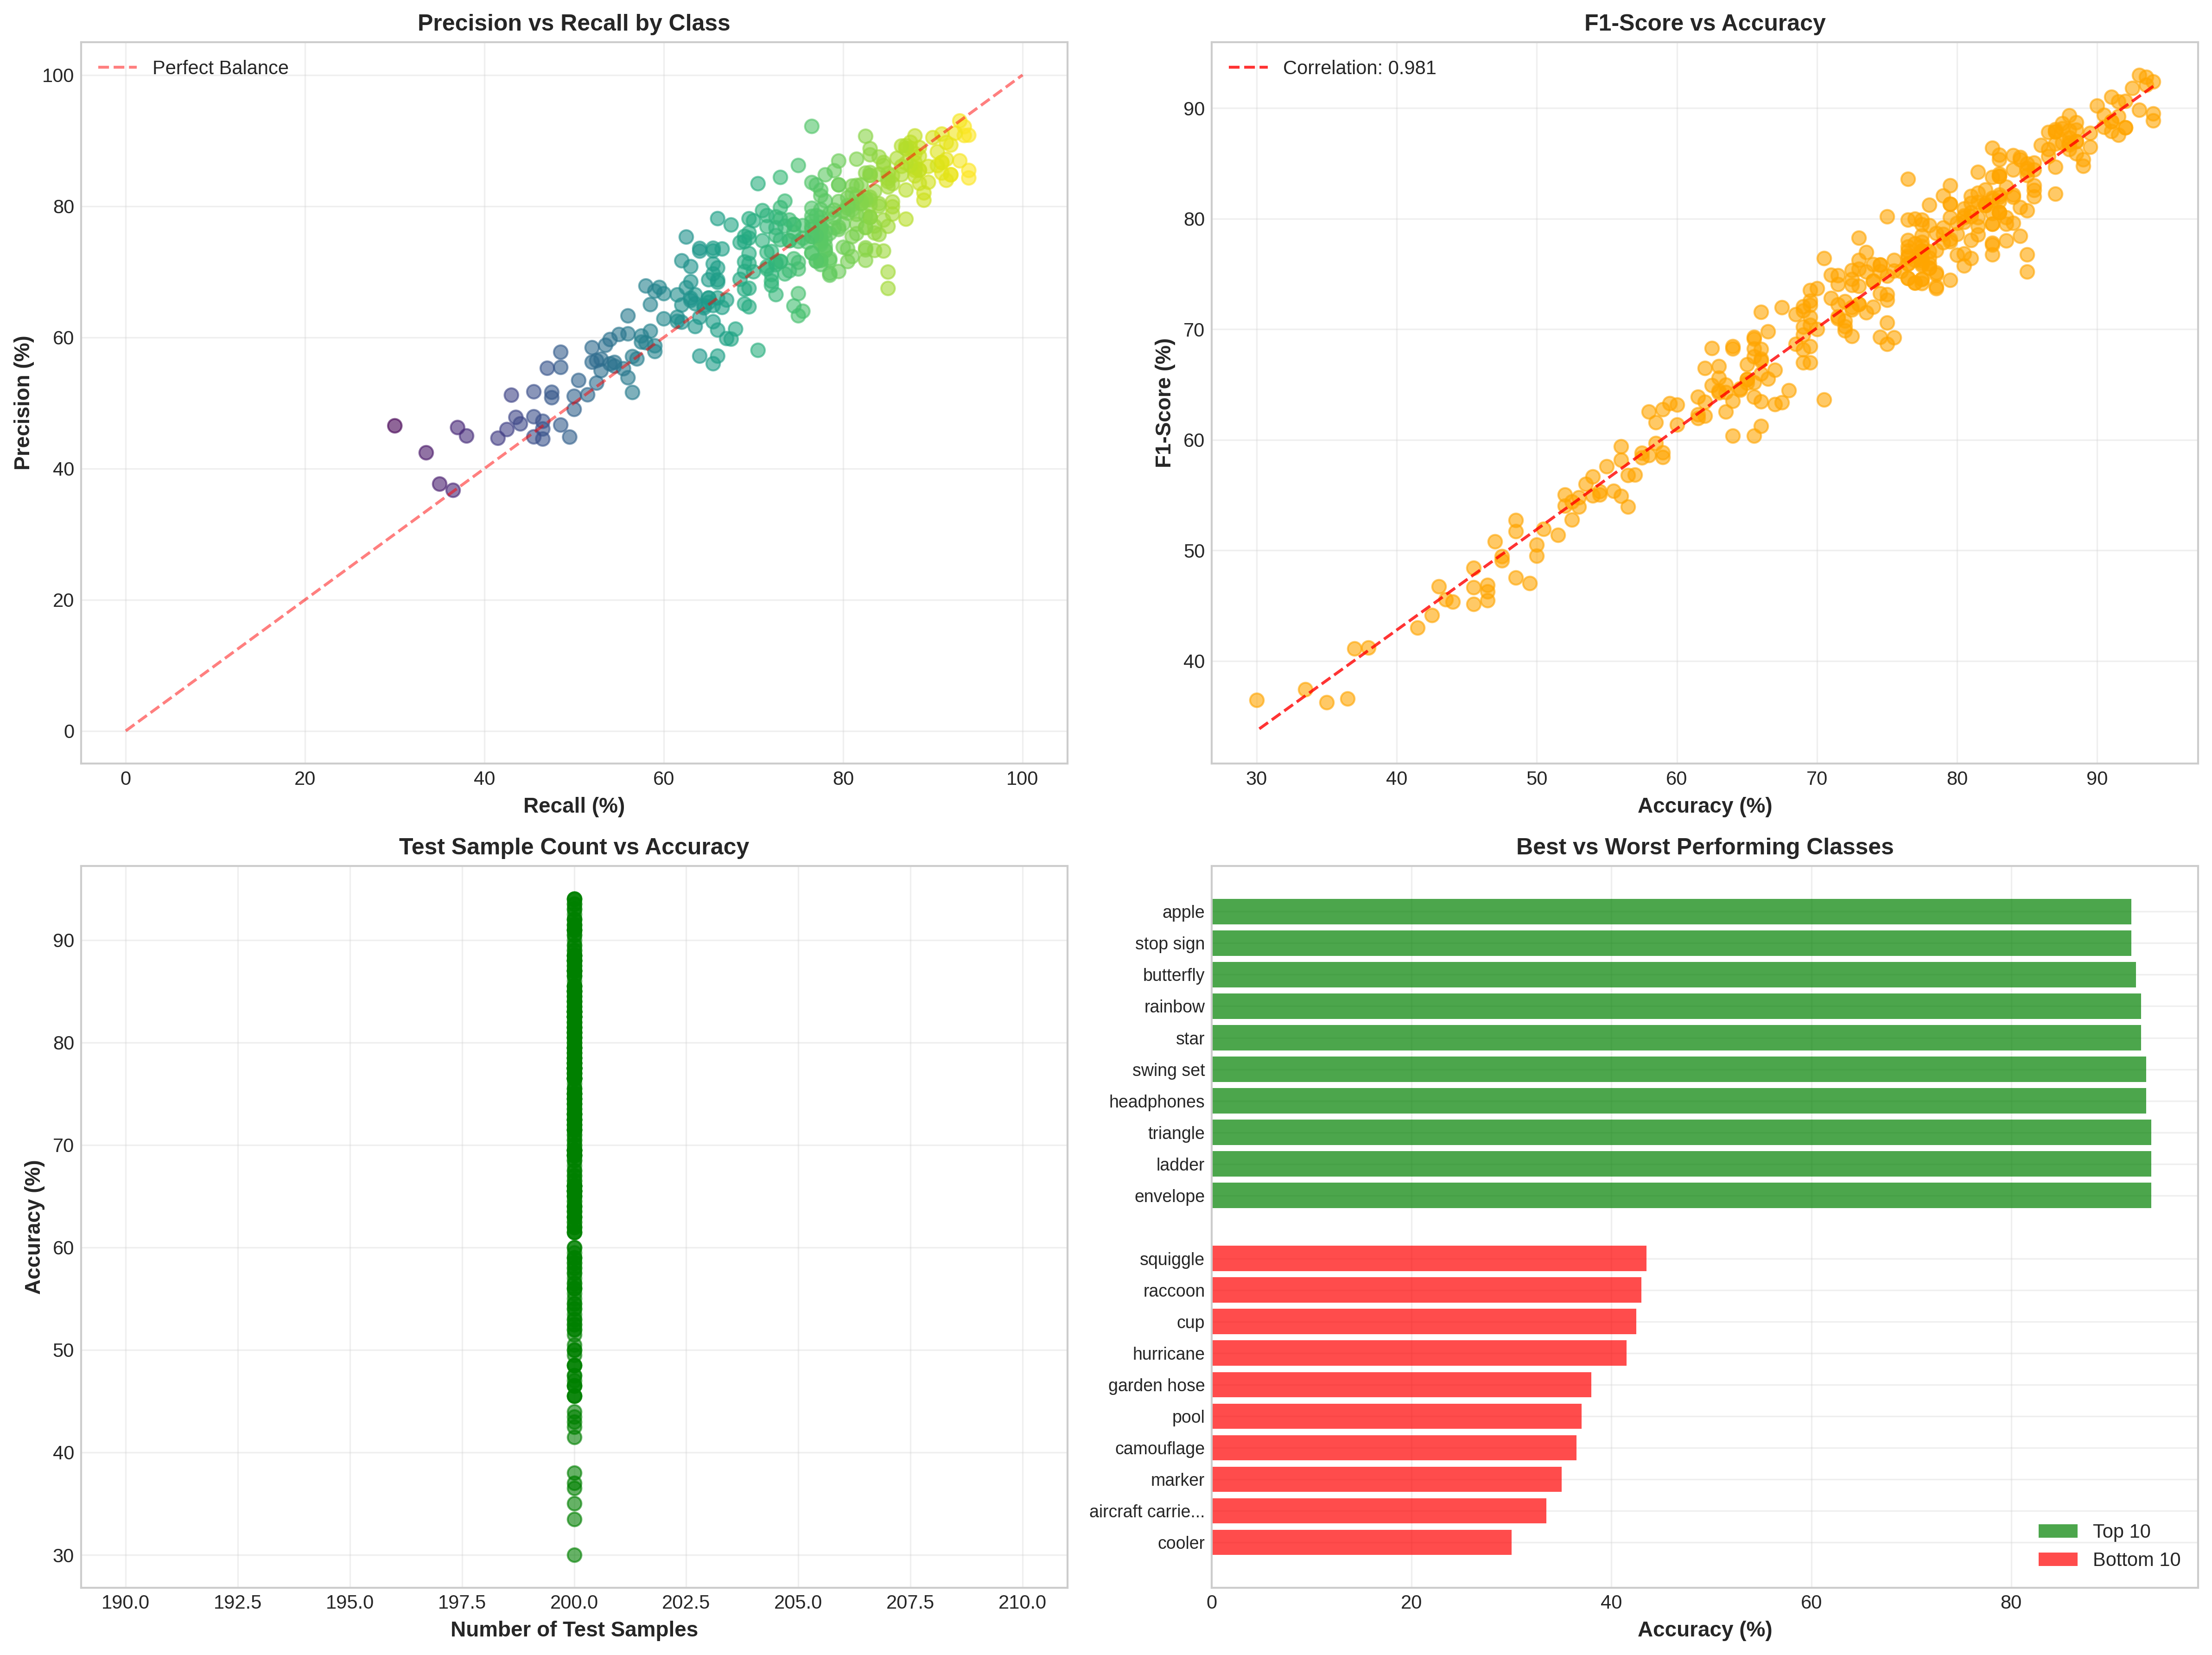 Precision vs Recall by Class
Perfect Balance
100
80
60
40
20
0
Precision (%)
0 20 40 60 80 100
Recall (%)
F1-Score vs Accuracy
Correlation: 0.981
90
80
70
60
50
40
F1-Score (%)
30 40 50 60 70 80 90
Accuracy (%)
Test Sample Count vs Accuracy
90
80
70
60
50
40
30
Accuracy (%)
190.0 192.5 195.0 197.5 200.0 202.5 205.0 207.5 210.0
Number of Test Samples
Best vs Worst Performing Classes
apple
stop sign
butterfly
rainbow
star
swing set
headphones
triangle
ladder
envelope
squiggle
raccoon
cup
hurricane
garden hose
pool
camouflage
marker
aircraft carrie...
cooler
Top 10
Bottom 10
0 20 40 60 80
Accuracy (%)